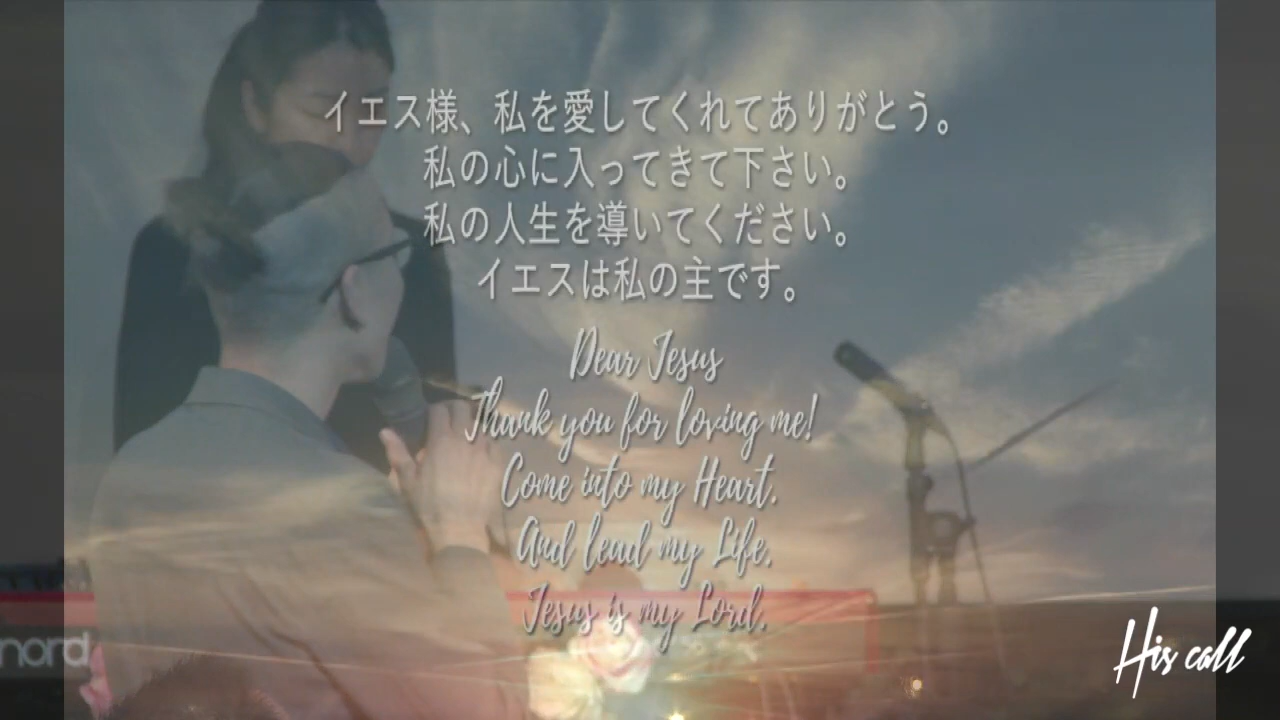 イエス様、私を愛してくれてありがとう。
私の心に入ってきて下さい。
私の人生を導いてください。
イエスは私の主です。
Dear Jesus
Thank you for loving me!
Come into my Heart.
And lead my Life.
Jesus is my Lord.
nord
His call